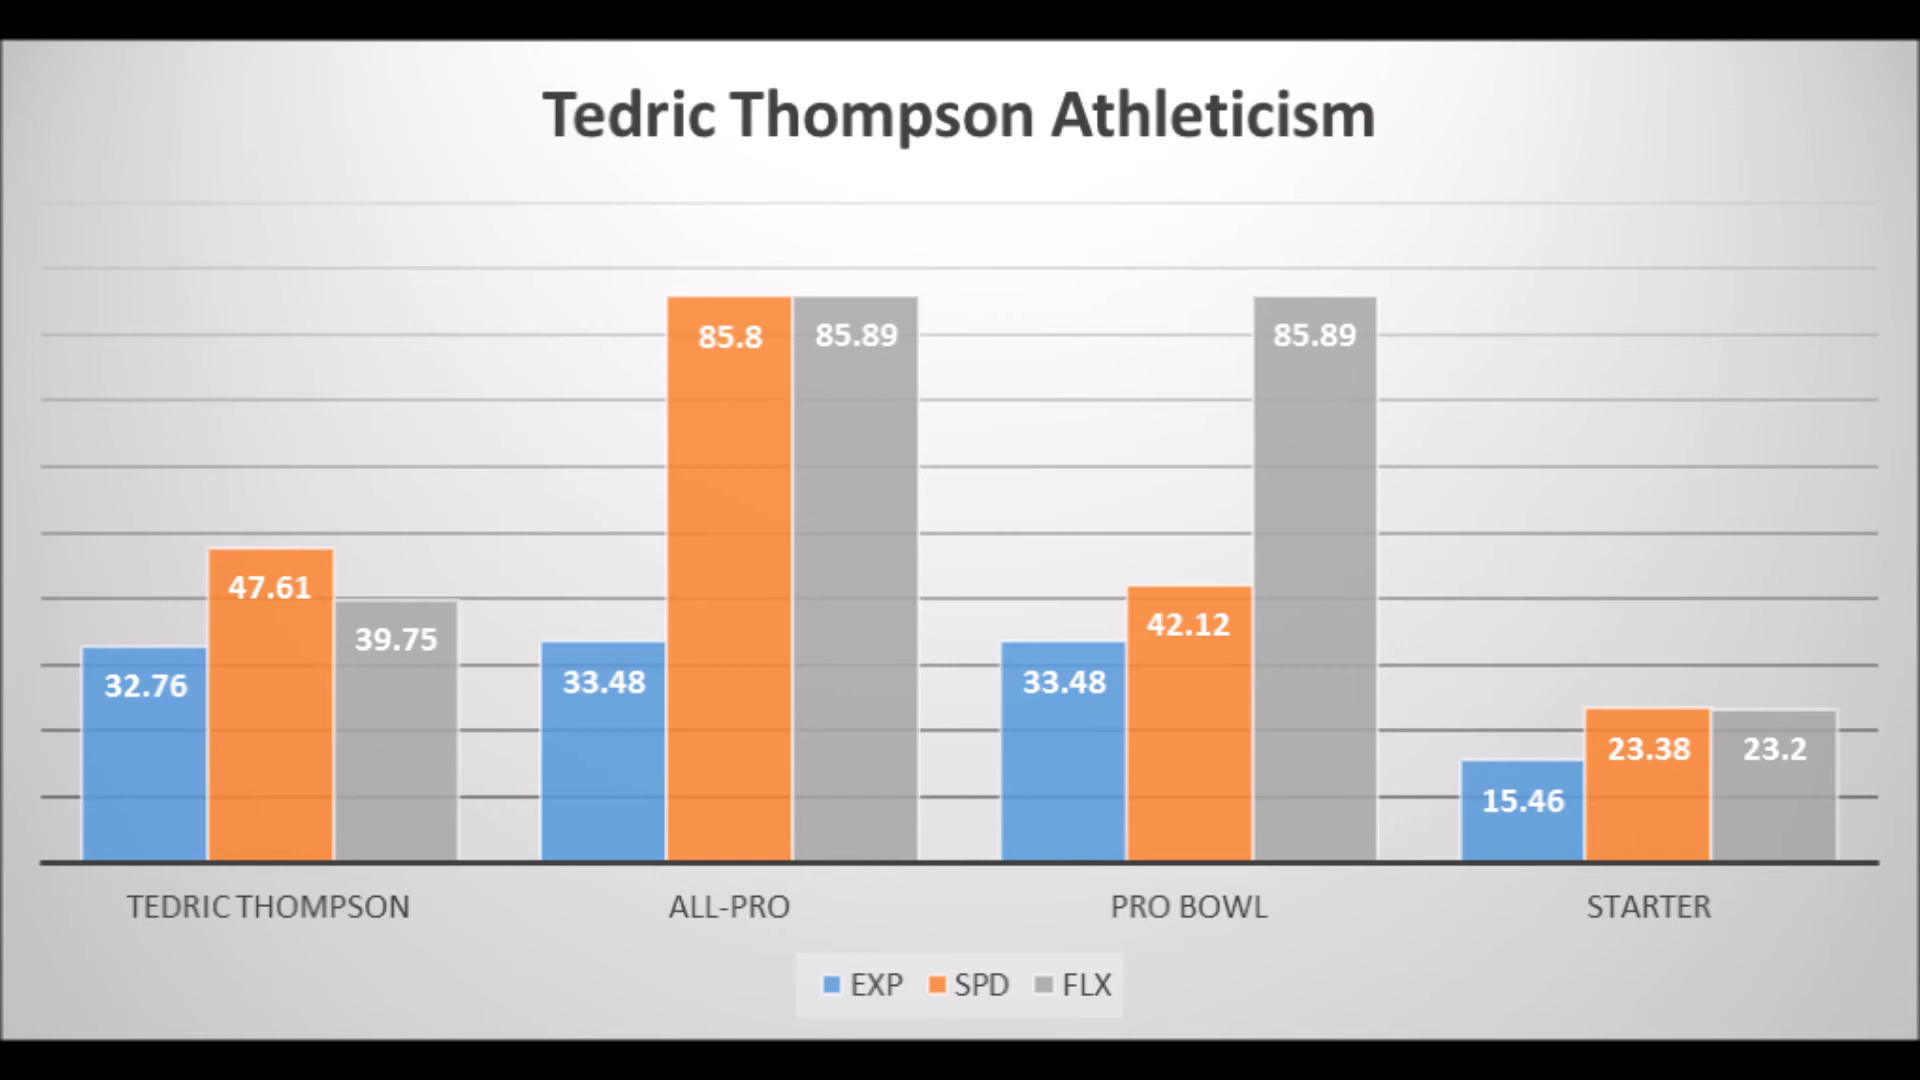 Tedric Thompson Athleticism
85.8 85.89 85.89
47.61
42.12
39.75
32.76 33.48 33.48
23.38 23.2
15.46
TEDRIC THOMPSON ALL-PRO PRO BOWL STARTER
EXP SPD FLX